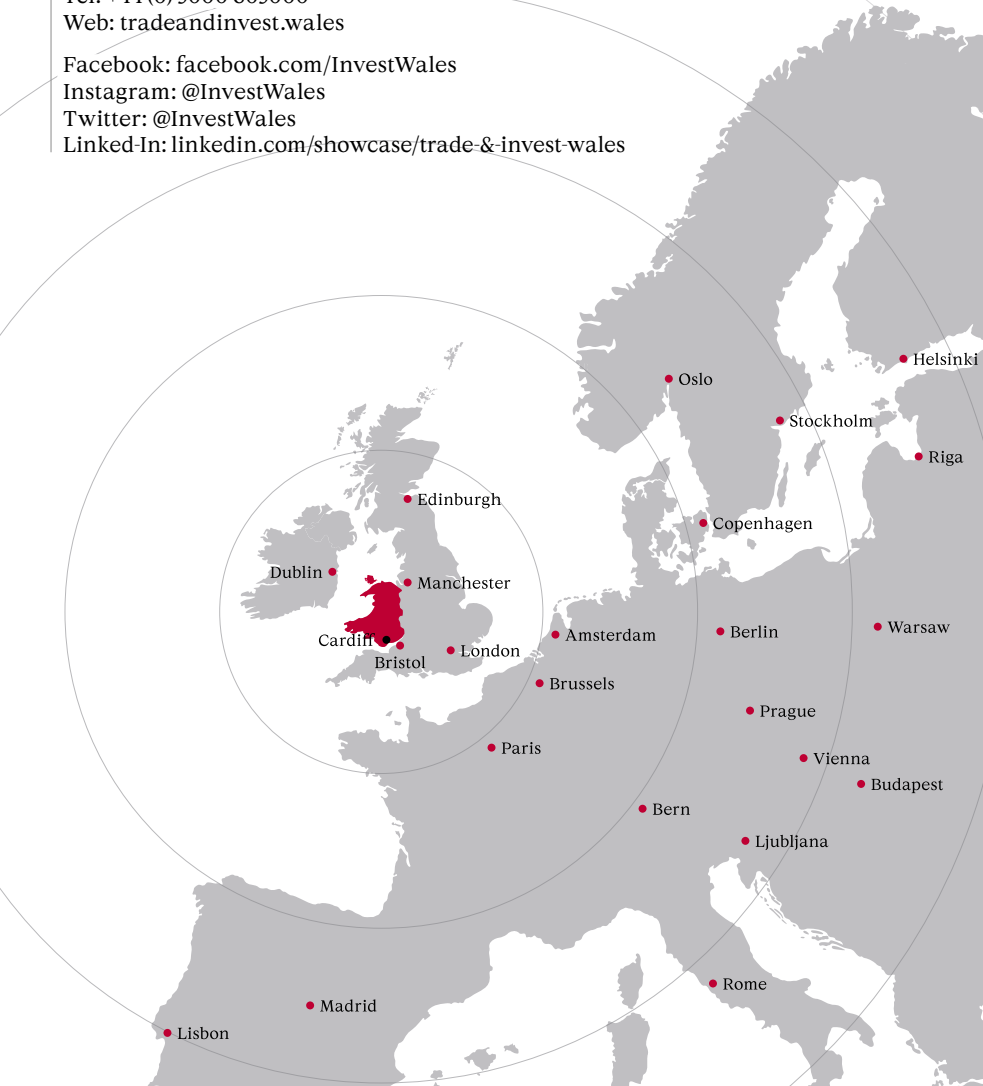 Web: tradeandinvest.wales
Facebook: facebook.com/InvestWales
Instagram: @InvestWales
Twitter: @InvestWales
Linked-In: linkedin.com/showcase/trade-&-invest-wales
Helsinki
Oslo
Stockholm
Riga
Edinburgh
Copenhagen
Dublin
Manchester
Warsaw
Berlin
Amsterdam
Cardiff
London
Bristol
Brussels
Prague
Paris
Vienna
Budapest
Bern
Ljubljana
Rome
Madrid
Lisbon